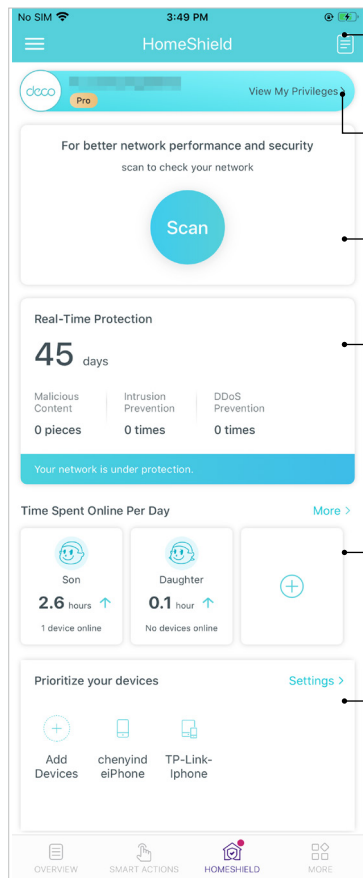 No SIM 3:49 PM
HomeShield
deco
Pro
View My Privileges >
For better network performance and security
scan to check your network
Scan
Real-Time Protection
45 days
Malicious Content
Intrusion Prevention
DDoS Prevention
0 pieces 0 times 0 times
Your network is under protection.
Time Spent Online Per Day More >
Son Daughter
2.6 hours ↑ 0.1 hour ↑
1 device online No devices online
Prioritize your devices Settings >
Add Devices
chenyind eiPhone
TP-Link-Iphone
OVERVIEW SMART ACTIONS HOMESHIELD MORE